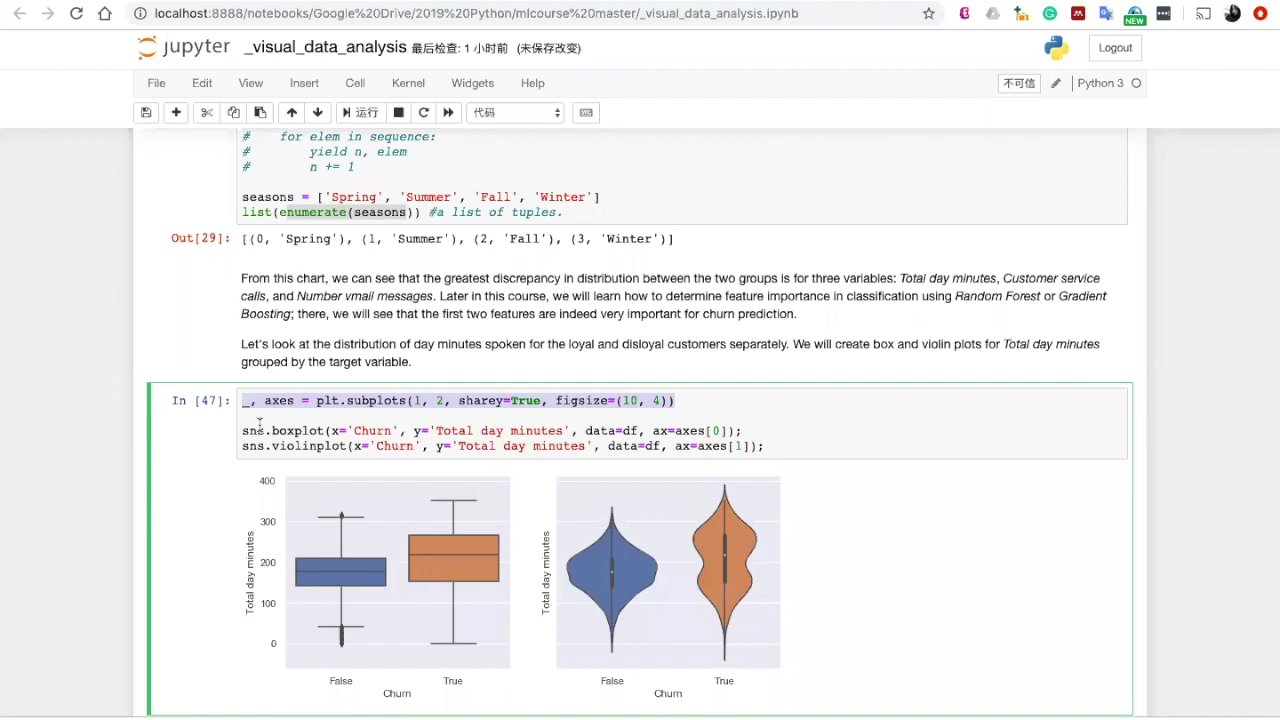 localhost:8888/notebooks/Google%20Drive/2020%20Python/mlcourse%20master/_visual_data_analysis.ipynb
NEW
jupyter _visual_data_analysis 最后检查: 1 小时前 (未保存改变)
Logout
File Edit View Insert Cell Kernel Widgets Help
不可信 Python 3
运行 代码
# for elem in sequence:
# yield n, elem
# n += 1
seasons = ['Spring', 'Summer', 'Fall', 'Winter']
list(enumerate(seasons)) #a list of tuples.
Out[29]: [(0, 'Spring'), (1, 'Summer'), (2, 'Fall'), (3, 'Winter')]
From this chart, we can see that the greatest discrepancy in distribution between the two groups is for three variables: Total day minutes, Customer service
calls, and Number vmail messages. Later in this course, we will learn how to determine feature importance in classification using Random Forest or Gradient
Boosting; there, we will see that the first two features are indeed very important for churn prediction.
Let's look at the distribution of day minutes spoken for the loyal and disloyal customers separately. We will create box and violin plots for Total day minutes
grouped by the target variable.
In [47]: _, axes = plt.subplots(1, 2, sharey=True, figsize=(10, 4))
sns.boxplot(x='Churn', y='Total day minutes', data=df, ax=axes[0]);
sns.violinplot(x='Churn', y='Total day minutes', data=df, ax=axes[1]);
400
300
200
100
0
Total day minutes
False True
Churn
Total day minutes
False True
Churn